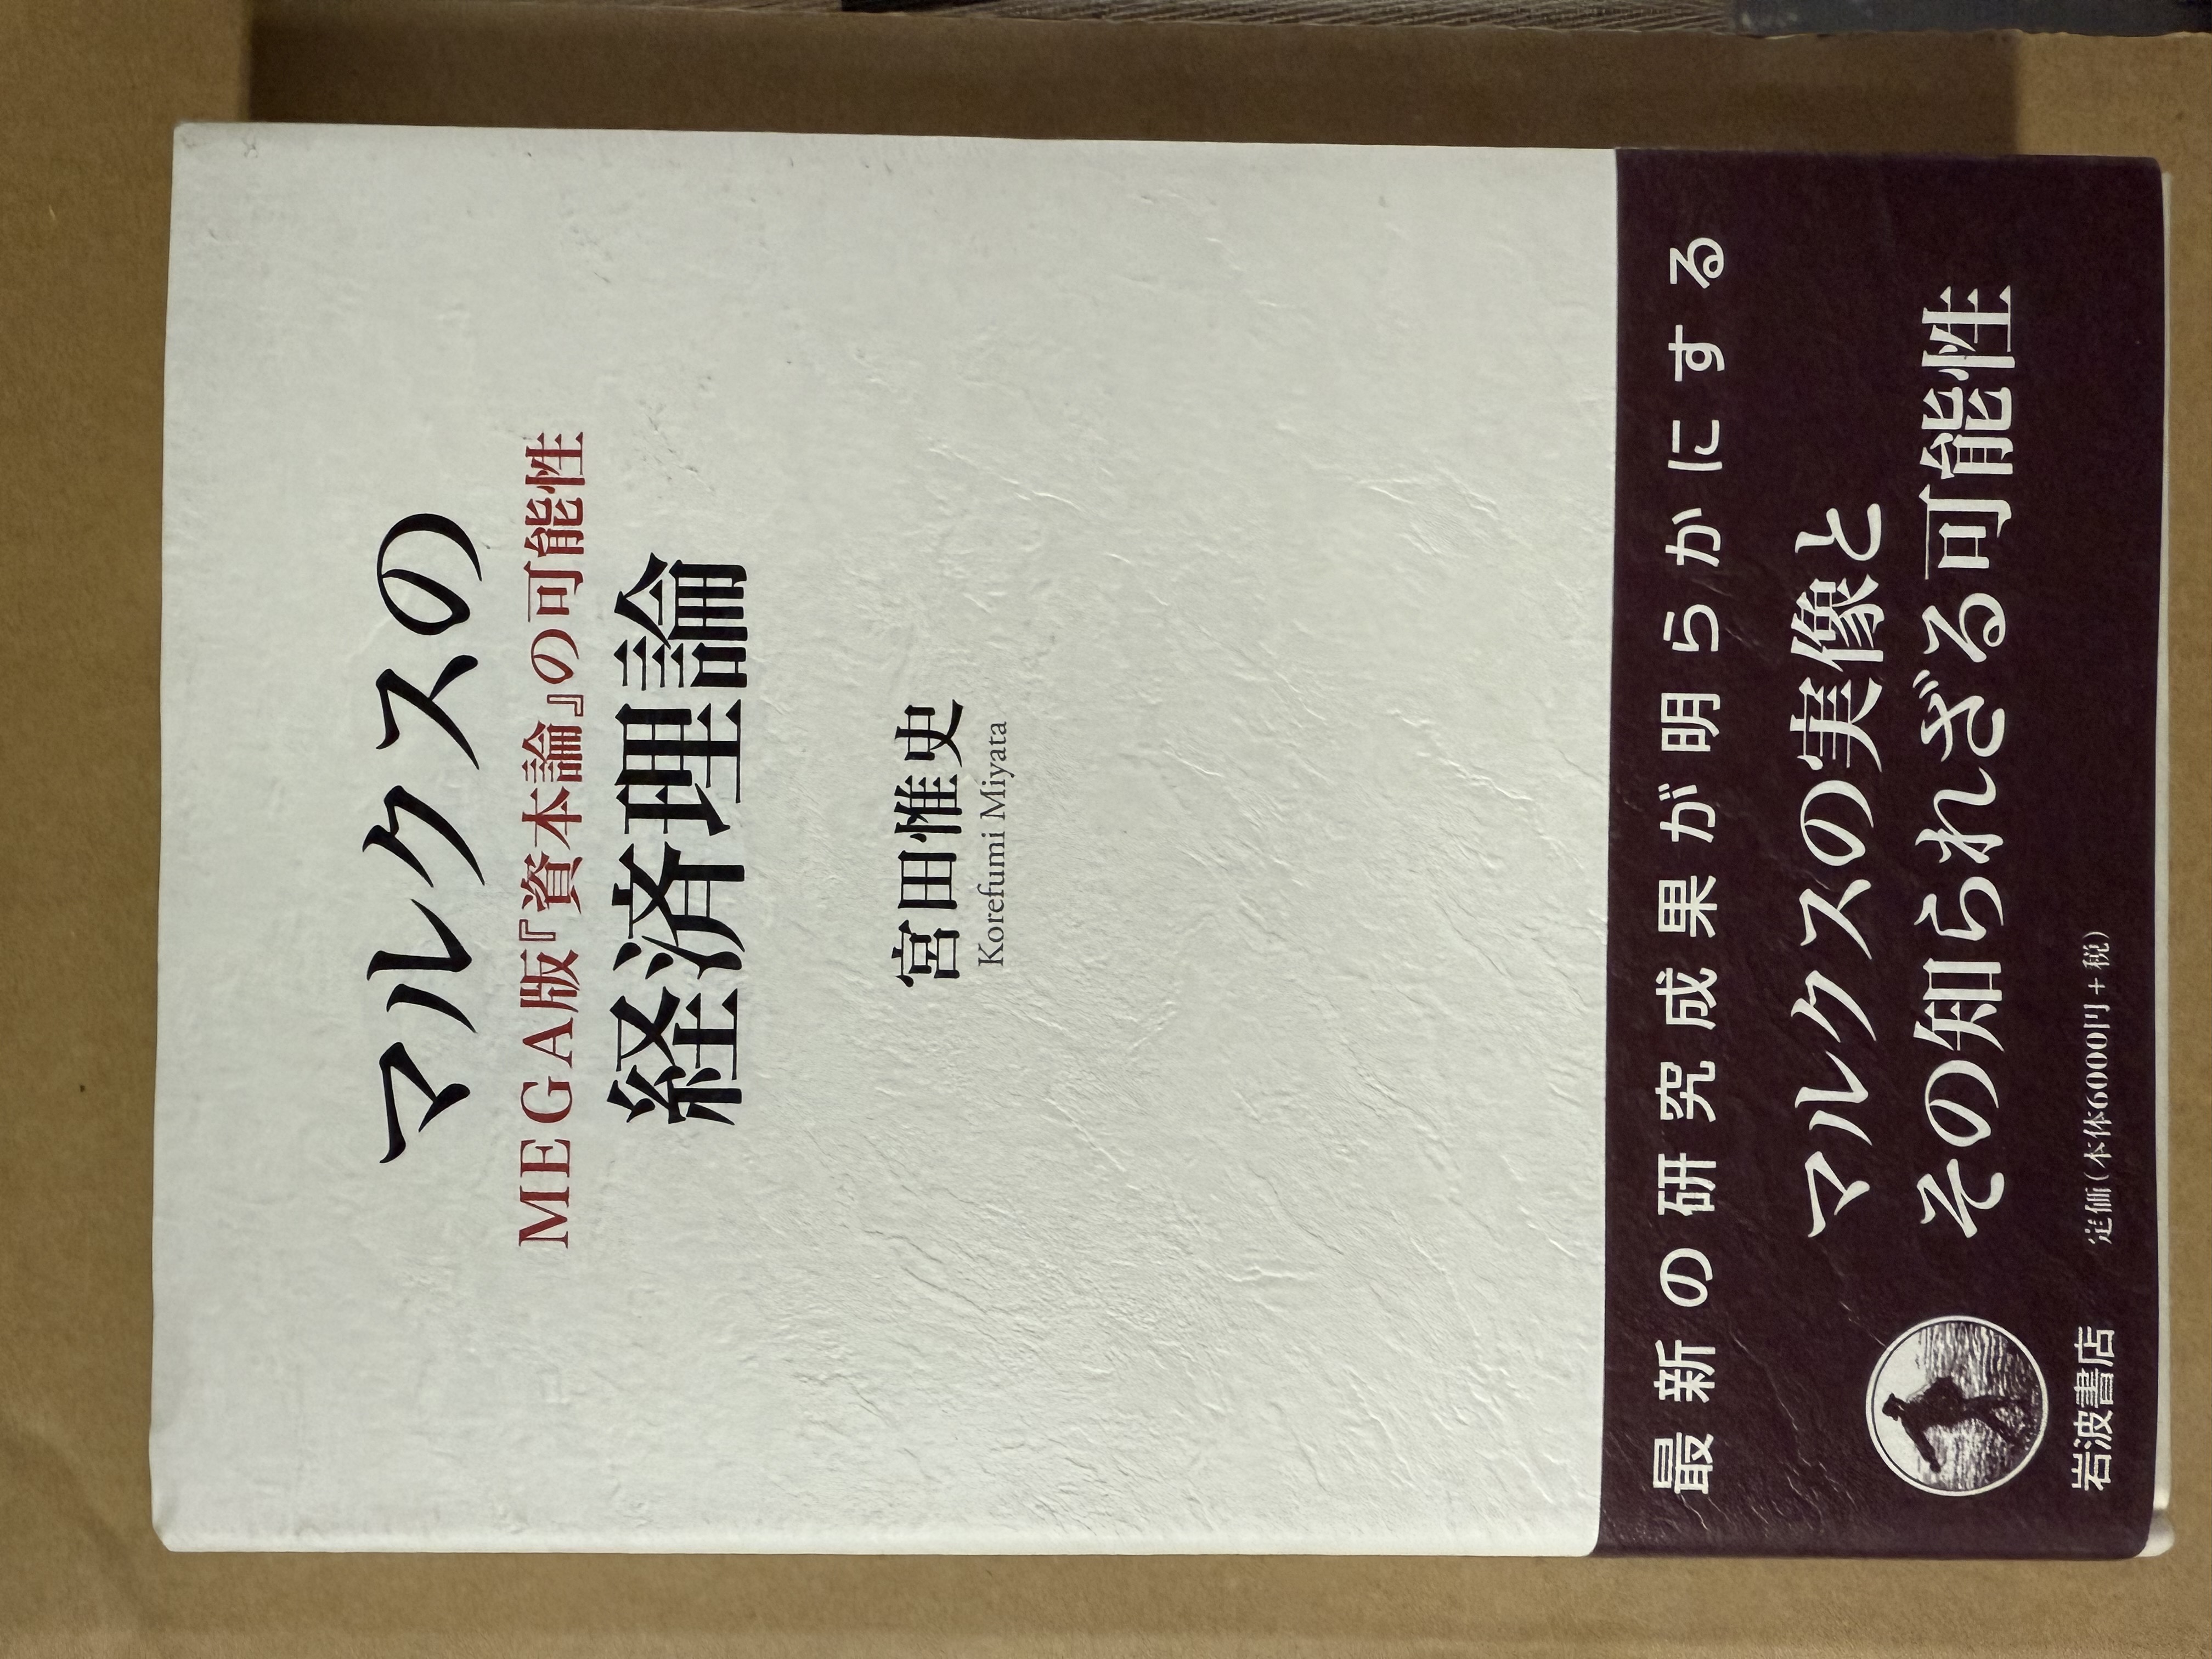 マルクスの
MEGA版『資本論』の可能性
経済理論
宮田惟史
Korefumi Miyata
最新の研究成果が明らかにする
マルクスの実像と
その知られざる可能性
岩波書店
定価(本体6000円+税)